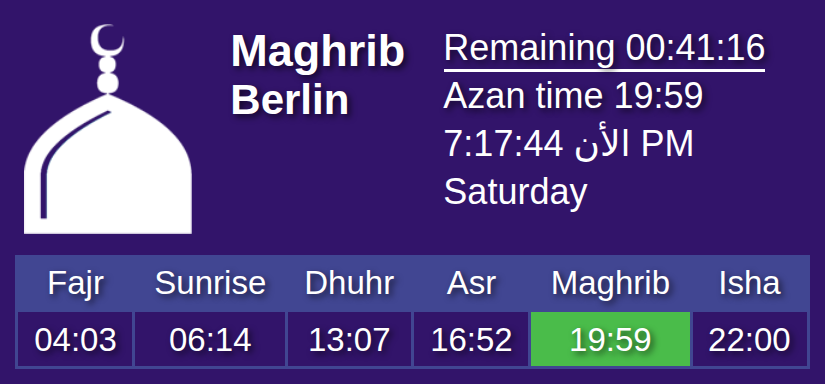 Maghrib
Berlin
Remaining 00:41:16
Azan time 19:59
7:17:44 الأن PM
Saturday
Fajr Sunrise Dhuhr Asr Maghrib Isha
04:03 06:14 13:07 16:52 19:59 22:00